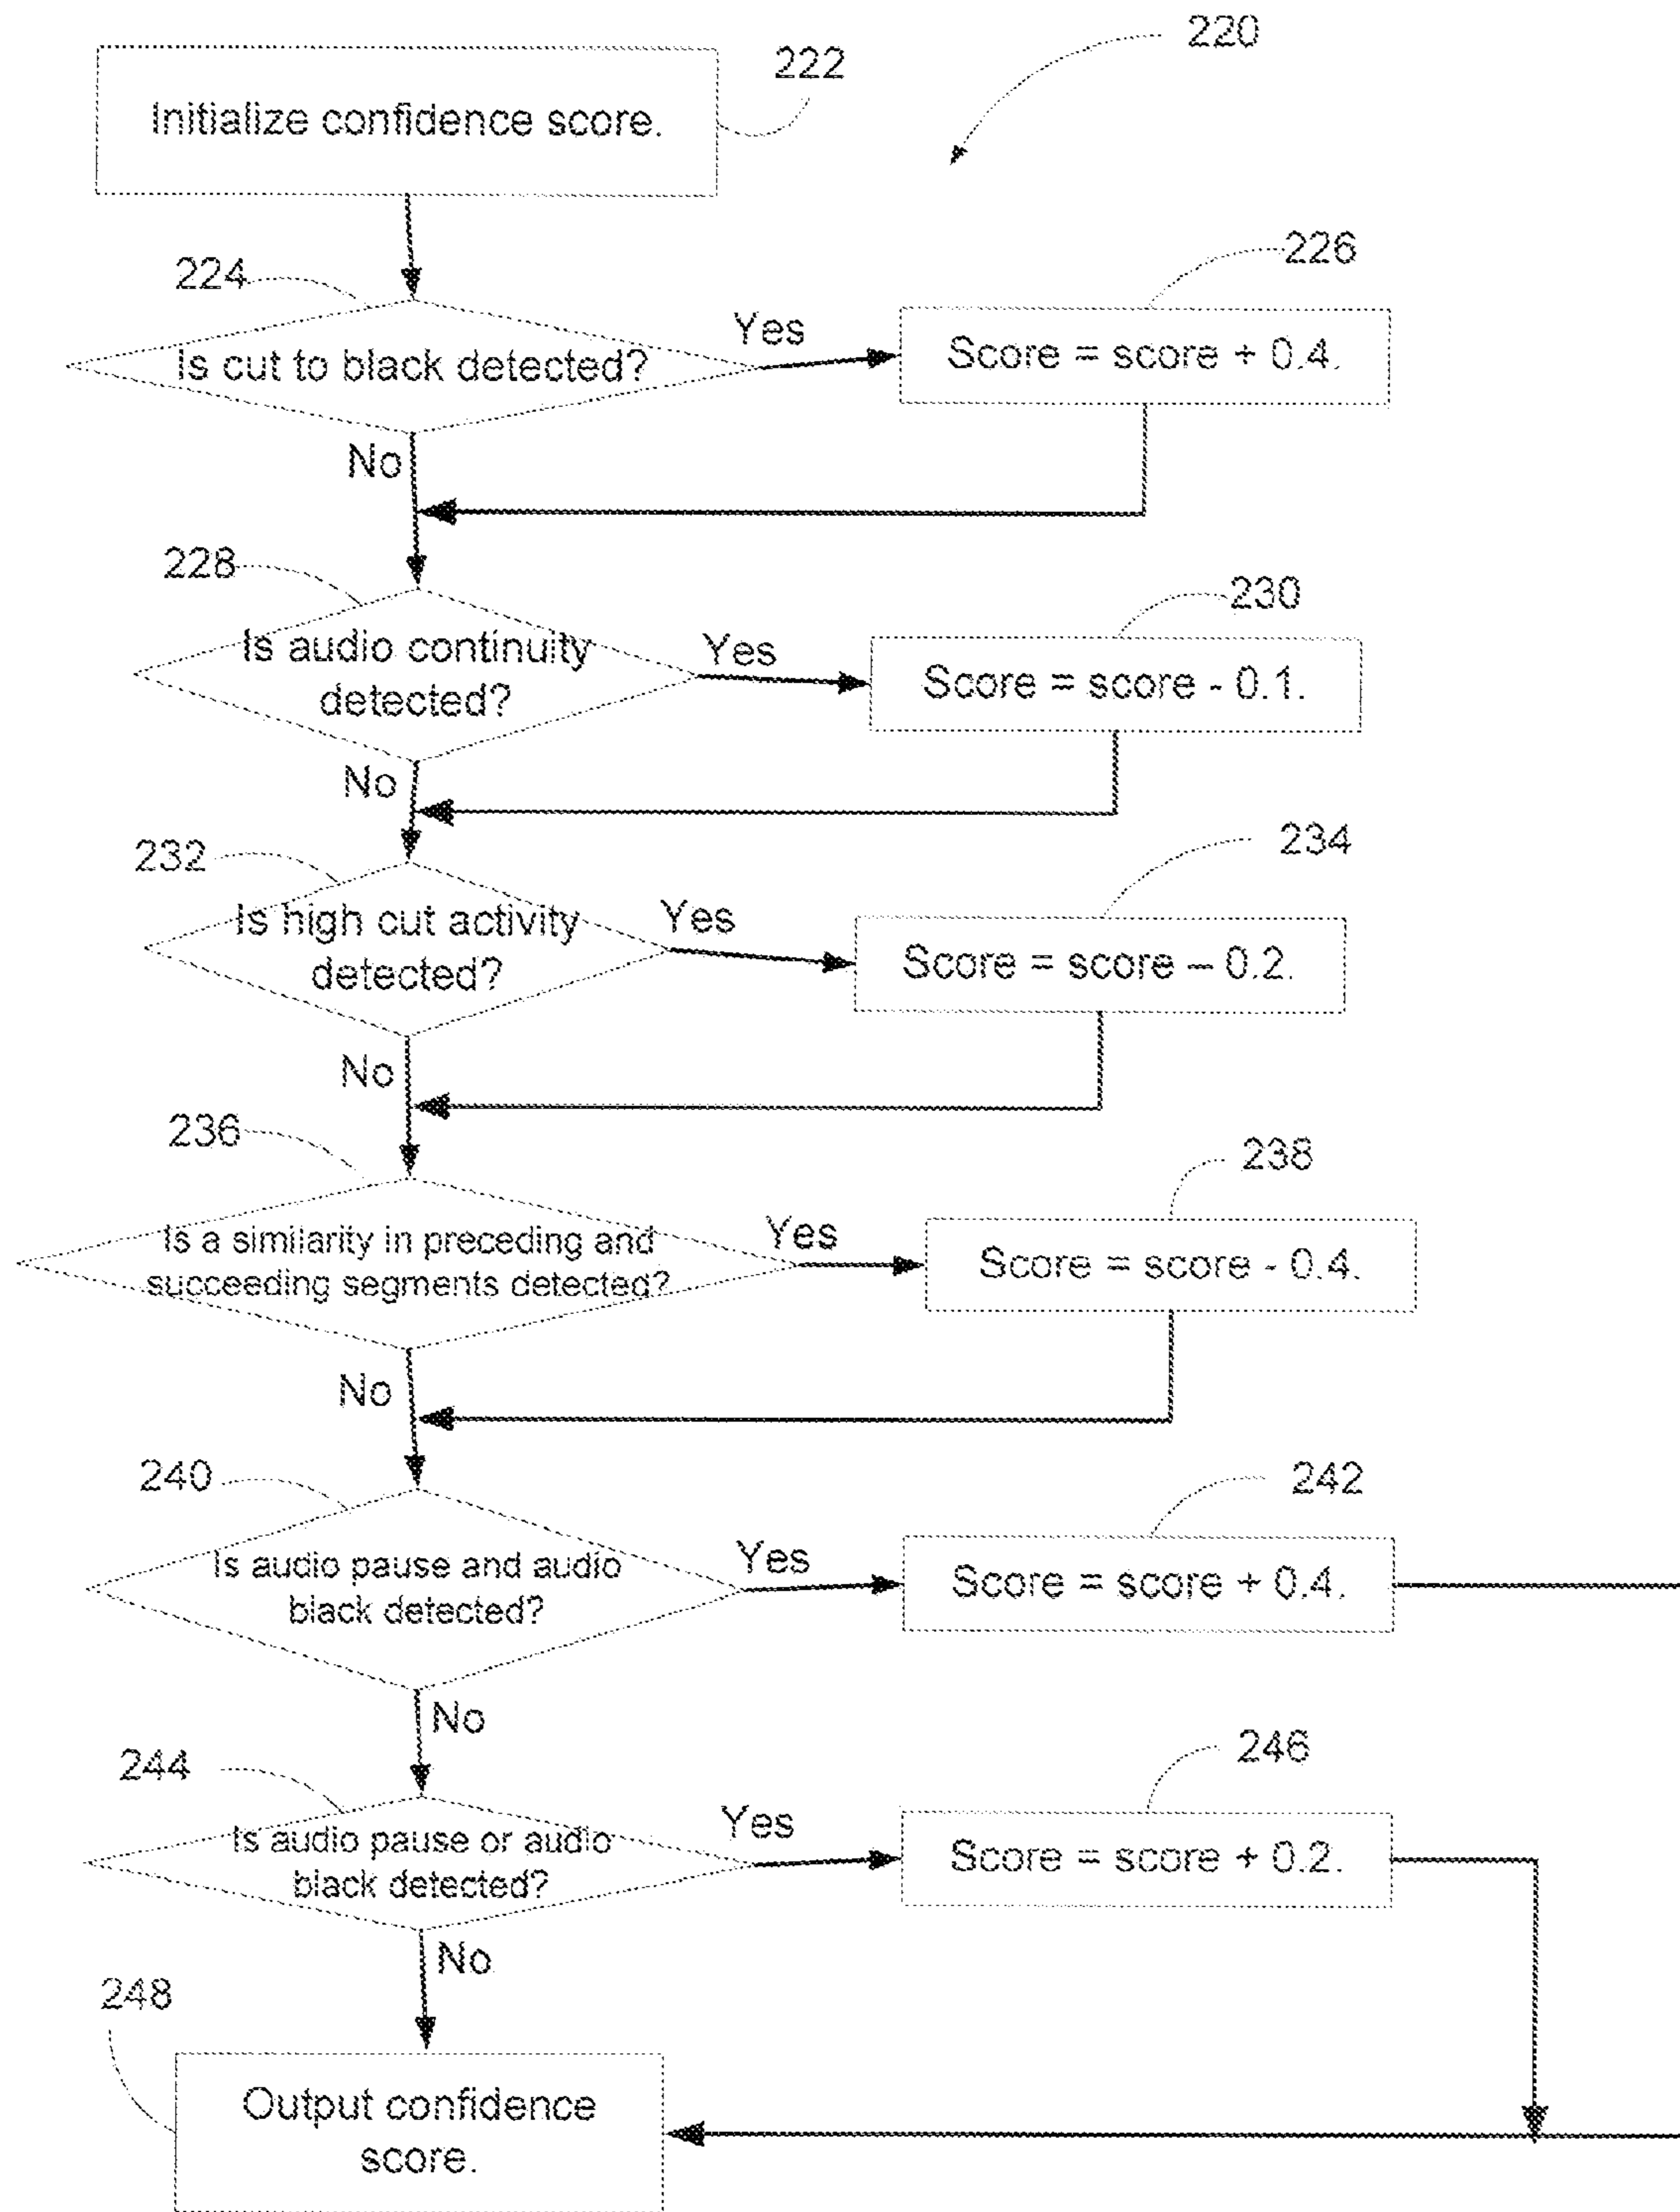 220
222
Initialize confidence score.
224
226
Is cut to black detected?
Yes
Score = score + 0.4.
No
228
230
Is audio continuity
detected?
Yes
Score = score - 0.1.
No
232
234
Is high cut activity
detected?
Yes
Score = score – 0.2.
No
236
238
Is a similarity in preceding and
succeeding segments detected?
Yes
Score = score - 0.4.
No
240
242
Is audio pause and audio
black detected?
Yes
Score = score + 0.4.
No
244
246
Is audio pause or audio
black detected?
Yes
Score = score + 0.2.
No
248
Output confidence
score.